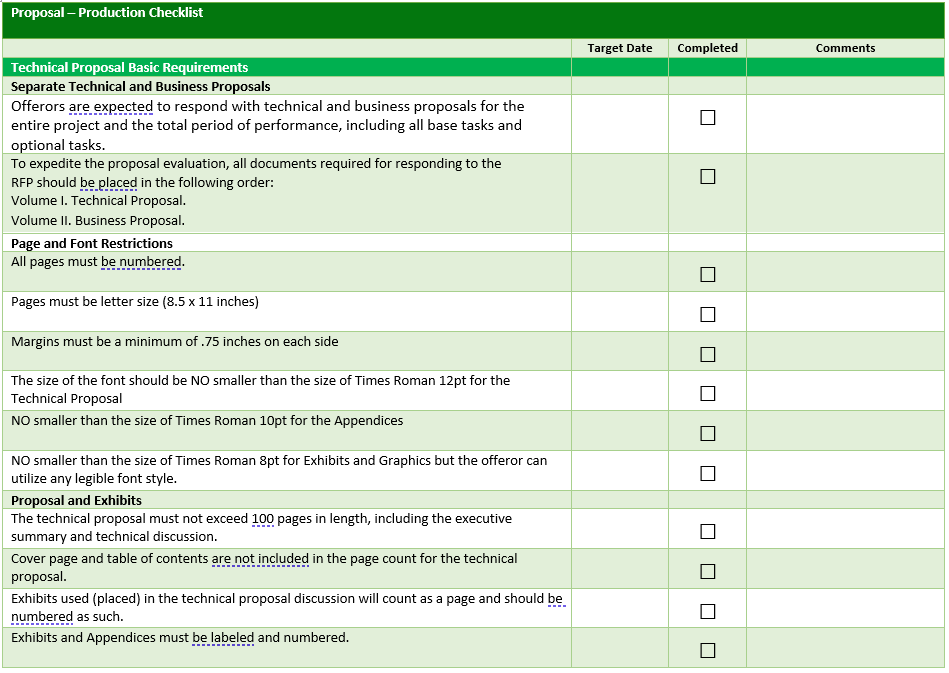 Proposal – Production Checklist
Target Date Completed Comments
Technical Proposal Basic Requirements
Separate Technical and Business Proposals
Offerors are expected to respond with technical and business proposals for the
entire project and the total period of performance, including all base tasks and
optional tasks.
To expedite the proposal evaluation, all documents required for responding to the
RFP should be placed in the following order:
Volume I. Technical Proposal.
Volume II. Business Proposal.
Page and Font Restrictions
All pages must be numbered.
Pages must be letter size (8.5 x 11 inches)
Margins must be a minimum of .75 inches on each side
The size of the font should be NO smaller than the size of Times Roman 12pt for the
Technical Proposal
NO smaller than the size of Times Roman 10pt for the Appendices
NO smaller than the size of Times Roman 8pt for Exhibits and Graphics but the offeror can
utilize any legible font style.
Proposal and Exhibits
The technical proposal must not exceed 100 pages in length, including the executive
summary and technical discussion.
Cover page and table of contents are not included in the page count for the technical
proposal.
Exhibits used (placed) in the technical proposal discussion will count as a page and should be
numbered as such.
Exhibits and Appendices must be labeled and numbered.